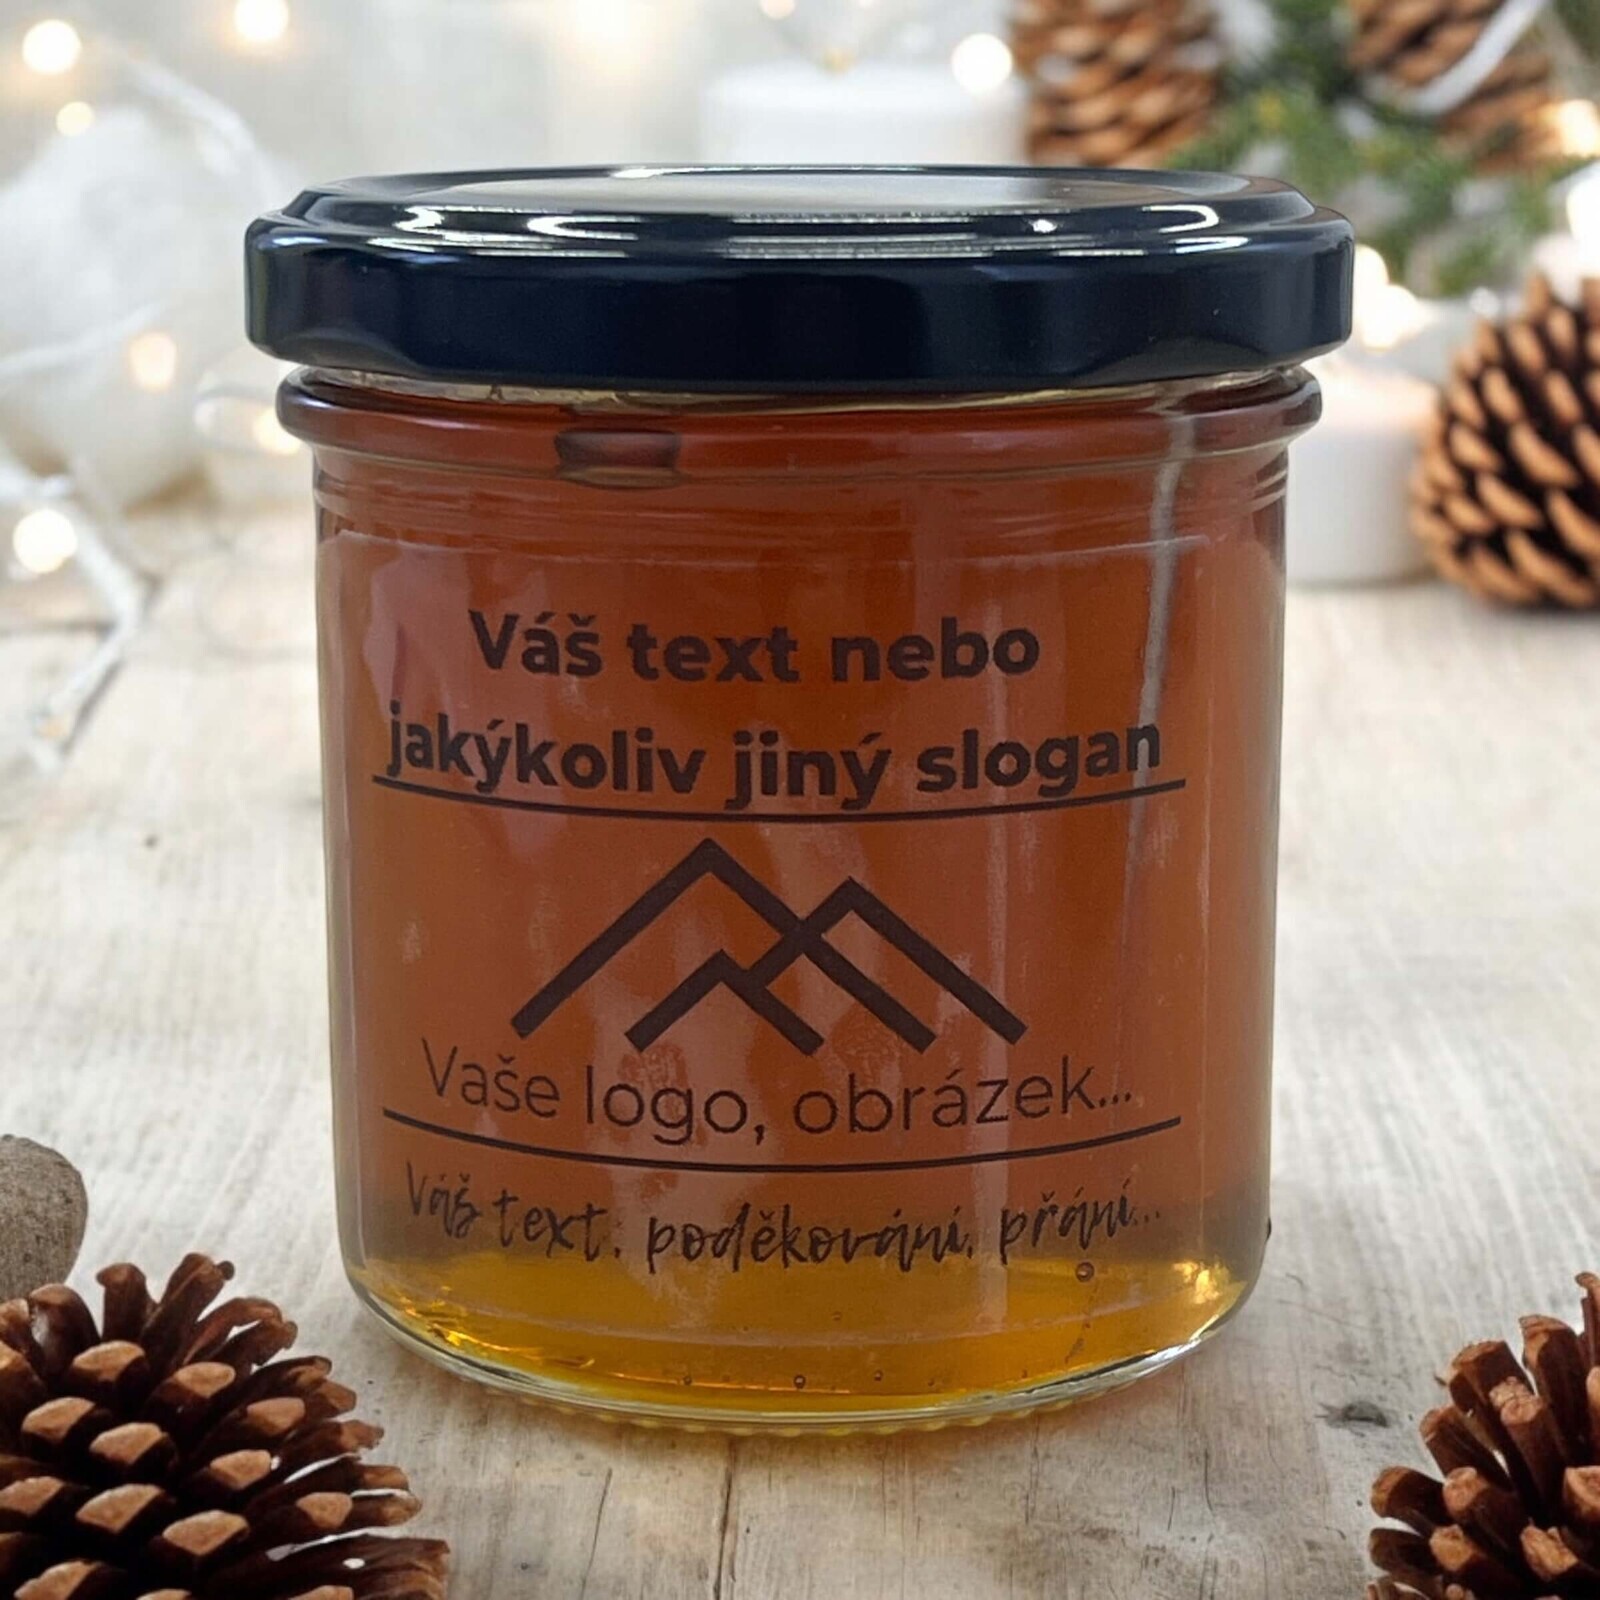 Váš text nebo
jakýkoliv jiný slogan
Vaše logo, obrázek...
Váš text, poděkování, přání...